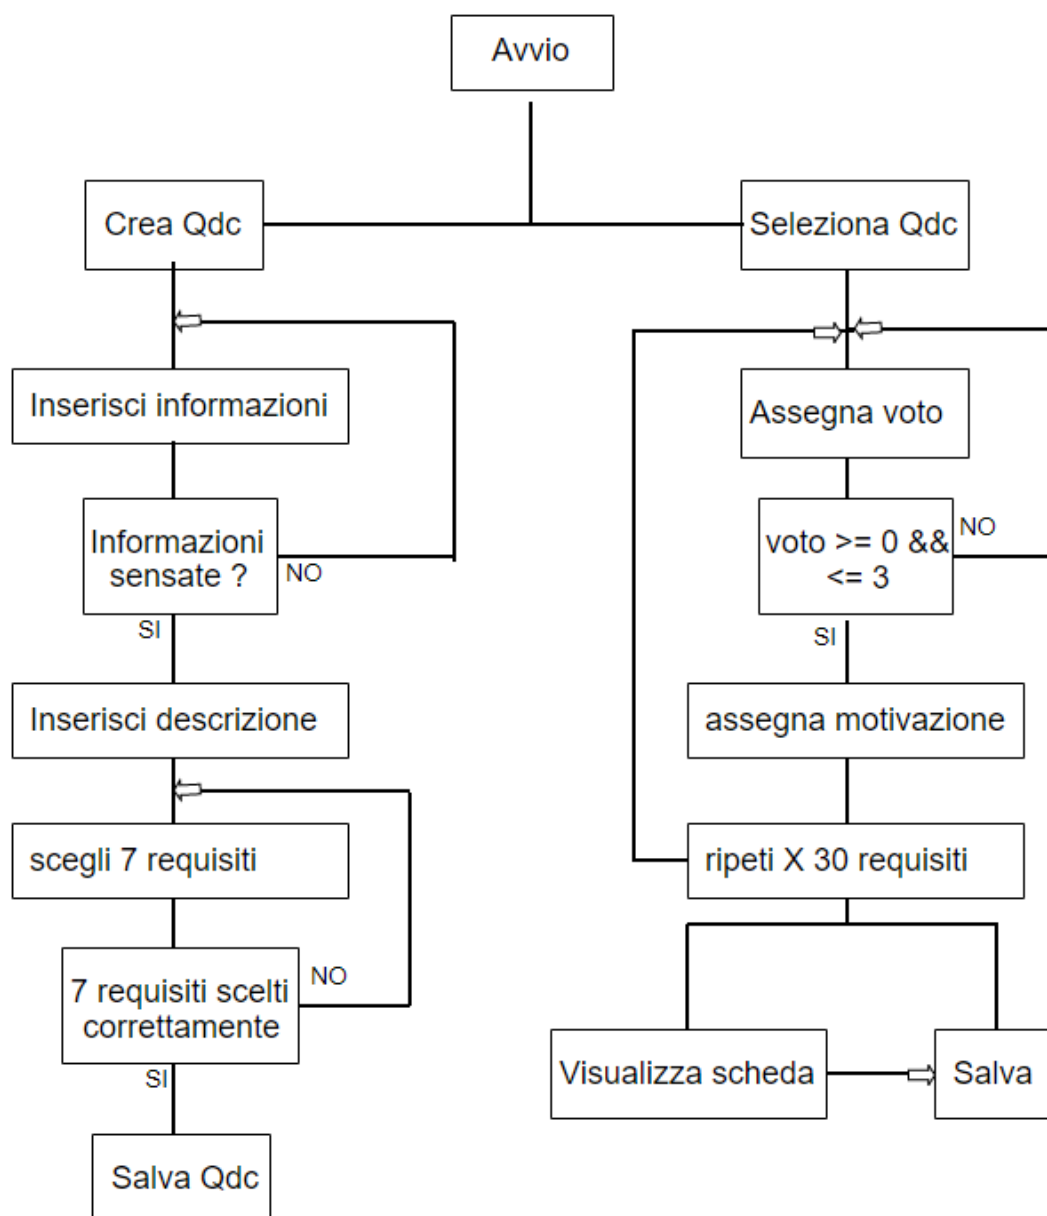 Avvio
Crea Qdc
Seleziona Qdc
Inserisci informazioni
Assegna voto
Informazioni
sensate ?
NO
voto >= 0 &&
<= 3
NO
SI
SI
Inserisci descrizione
assegna motivazione
scegli 7 requisiti
ripeti X 30 requisiti
7 requisiti scelti
correttamente
NO
SI
Visualizza scheda
Salva
Salva Qdc